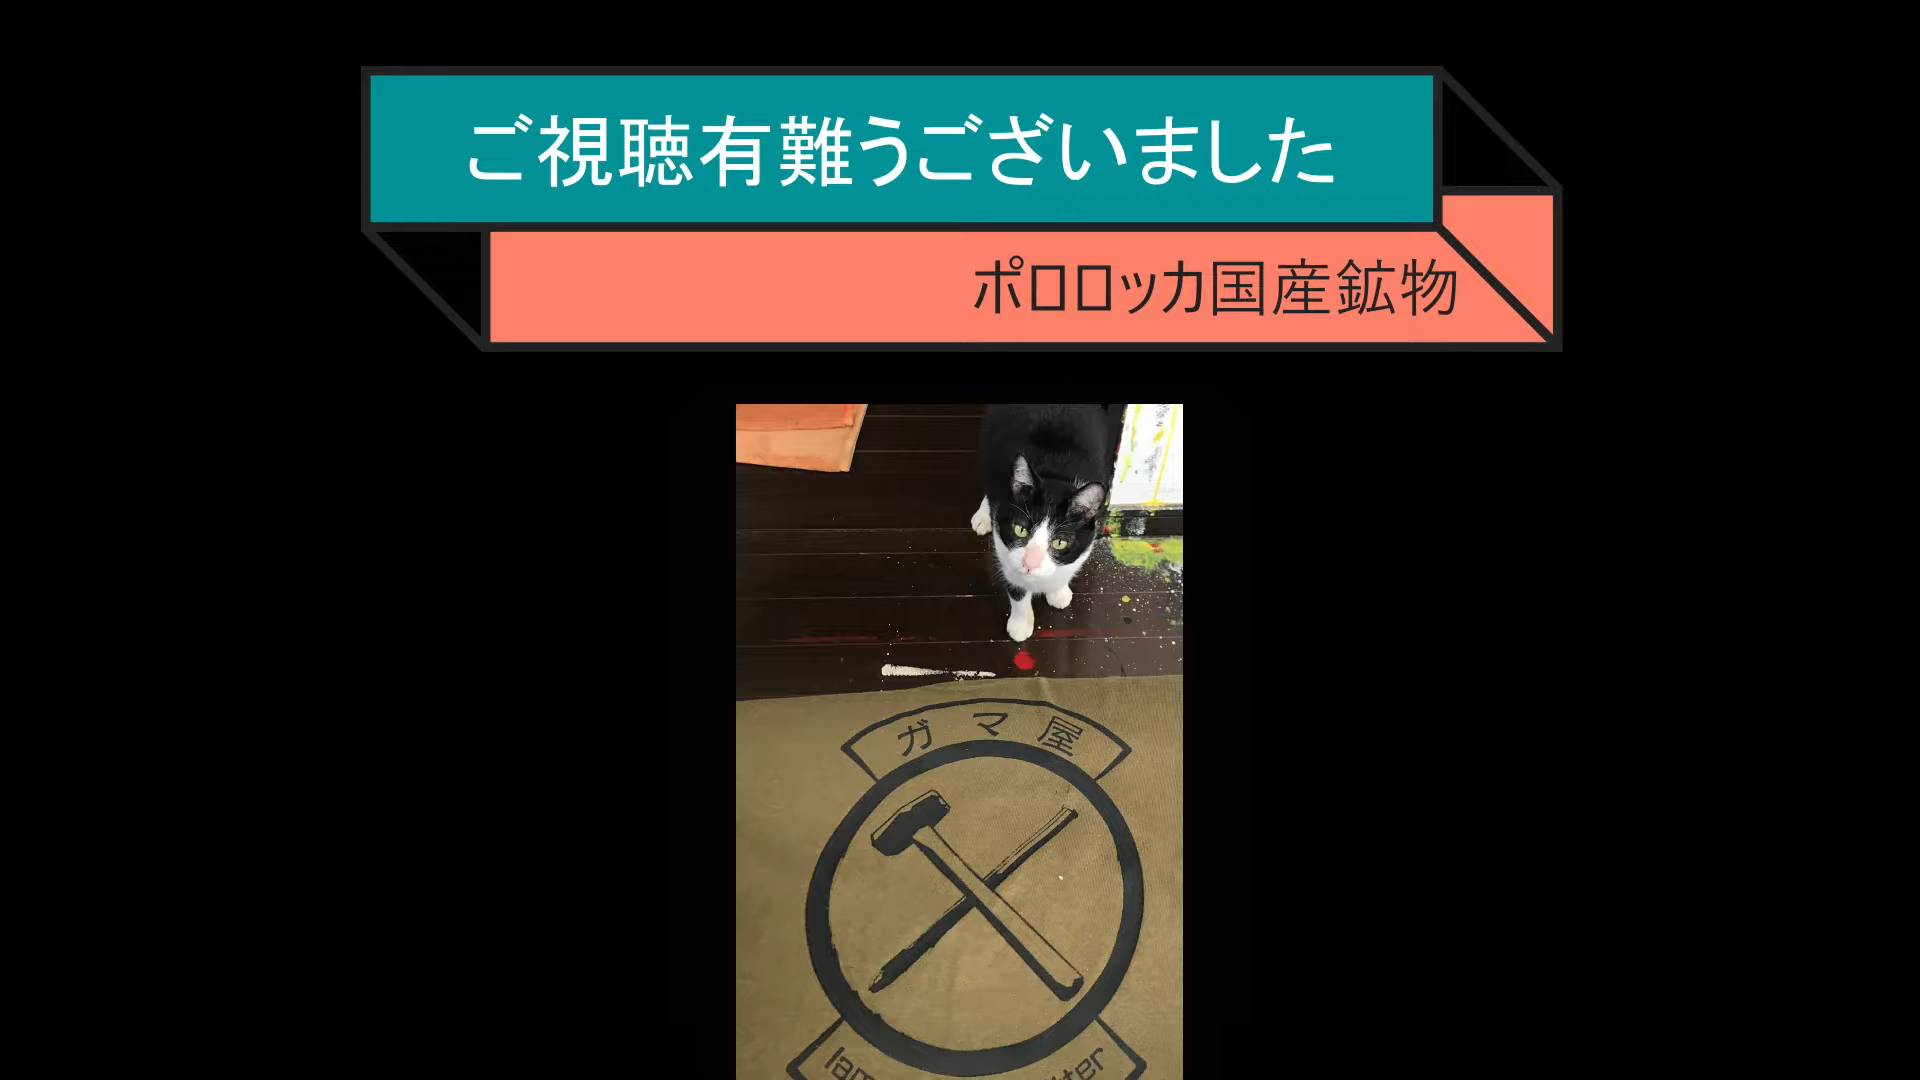 ご視聴有難うございました
ポロロッカ国産鉱物
ガマ屋